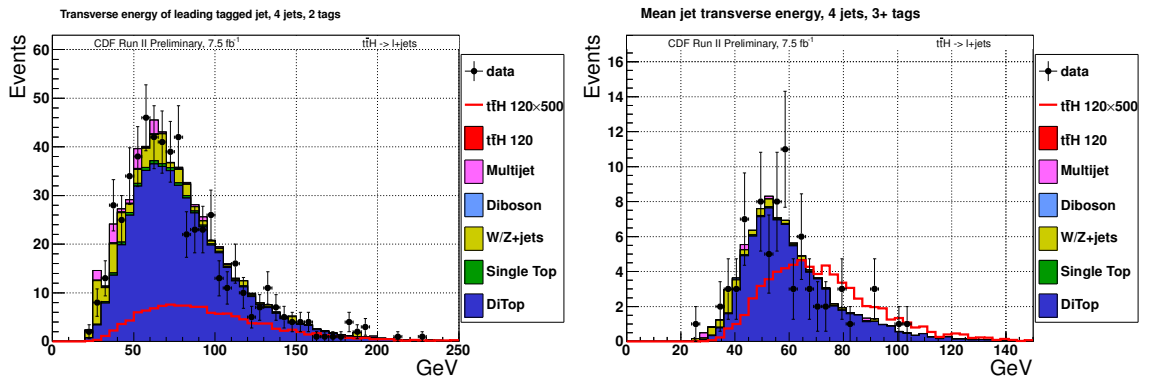 Transverse energy of leading tagged jet, 4 jets, 2 tags
CDF Run II Preliminary, 7.5 fb⁻¹
tt̄H -> l+jets
Events
60
50
40
30
20
10
0
0 50 100 150 200 250
GeV
data
tt̄H 120×500
tt̄H 120
Multijet
Diboson
W/Z+jets
Single Top
DiTop
Mean jet transverse energy, 4 jets, 3+ tags
CDF Run II Preliminary, 7.5 fb⁻¹
tt̄H -> l+jets
Events
16
14
12
10
8
6
4
2
0
0 20 40 60 80 100 120 140
GeV
data
tt̄H 120×500
tt̄H 120
Multijet
Diboson
W/Z+jets
Single Top
DiTop